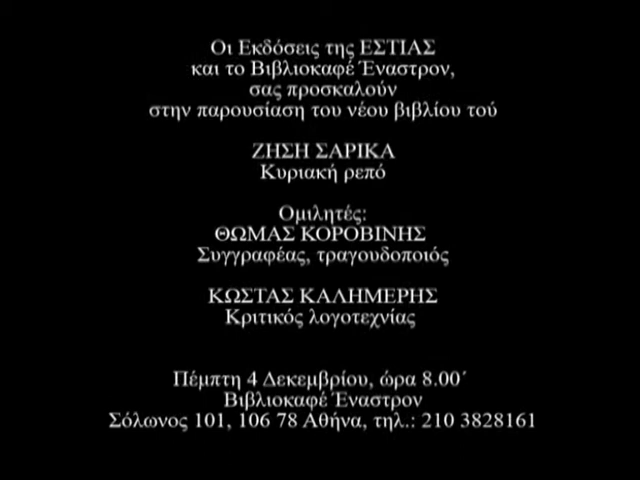 Οι Εκδόσεις της ΕΣΤΙΑΣ
και το Βιβλιοκαφέ Έναστρον,
σας προσκαλούν
στην παρουσίαση του νέου βιβλίου τού
ΖΗΣΗ ΣΑΡΙΚΑ
Κυριακή ρεπό
Ομιλητές:
ΘΩΜΑΣ ΚΟΡΟΒΙΝΗΣ
Συγγραφέας, τραγουδοποιός
ΚΩΣΤΑΣ ΚΑΛΗΜΕΡΗΣ
Κριτικός λογοτεχνίας
Πέμπτη 4 Δεκεμβρίου, ώρα 8.00΄
Βιβλιοκαφέ Έναστρον
Σόλωνος 101, 106 78 Αθήνα, τηλ.: 210 3828161